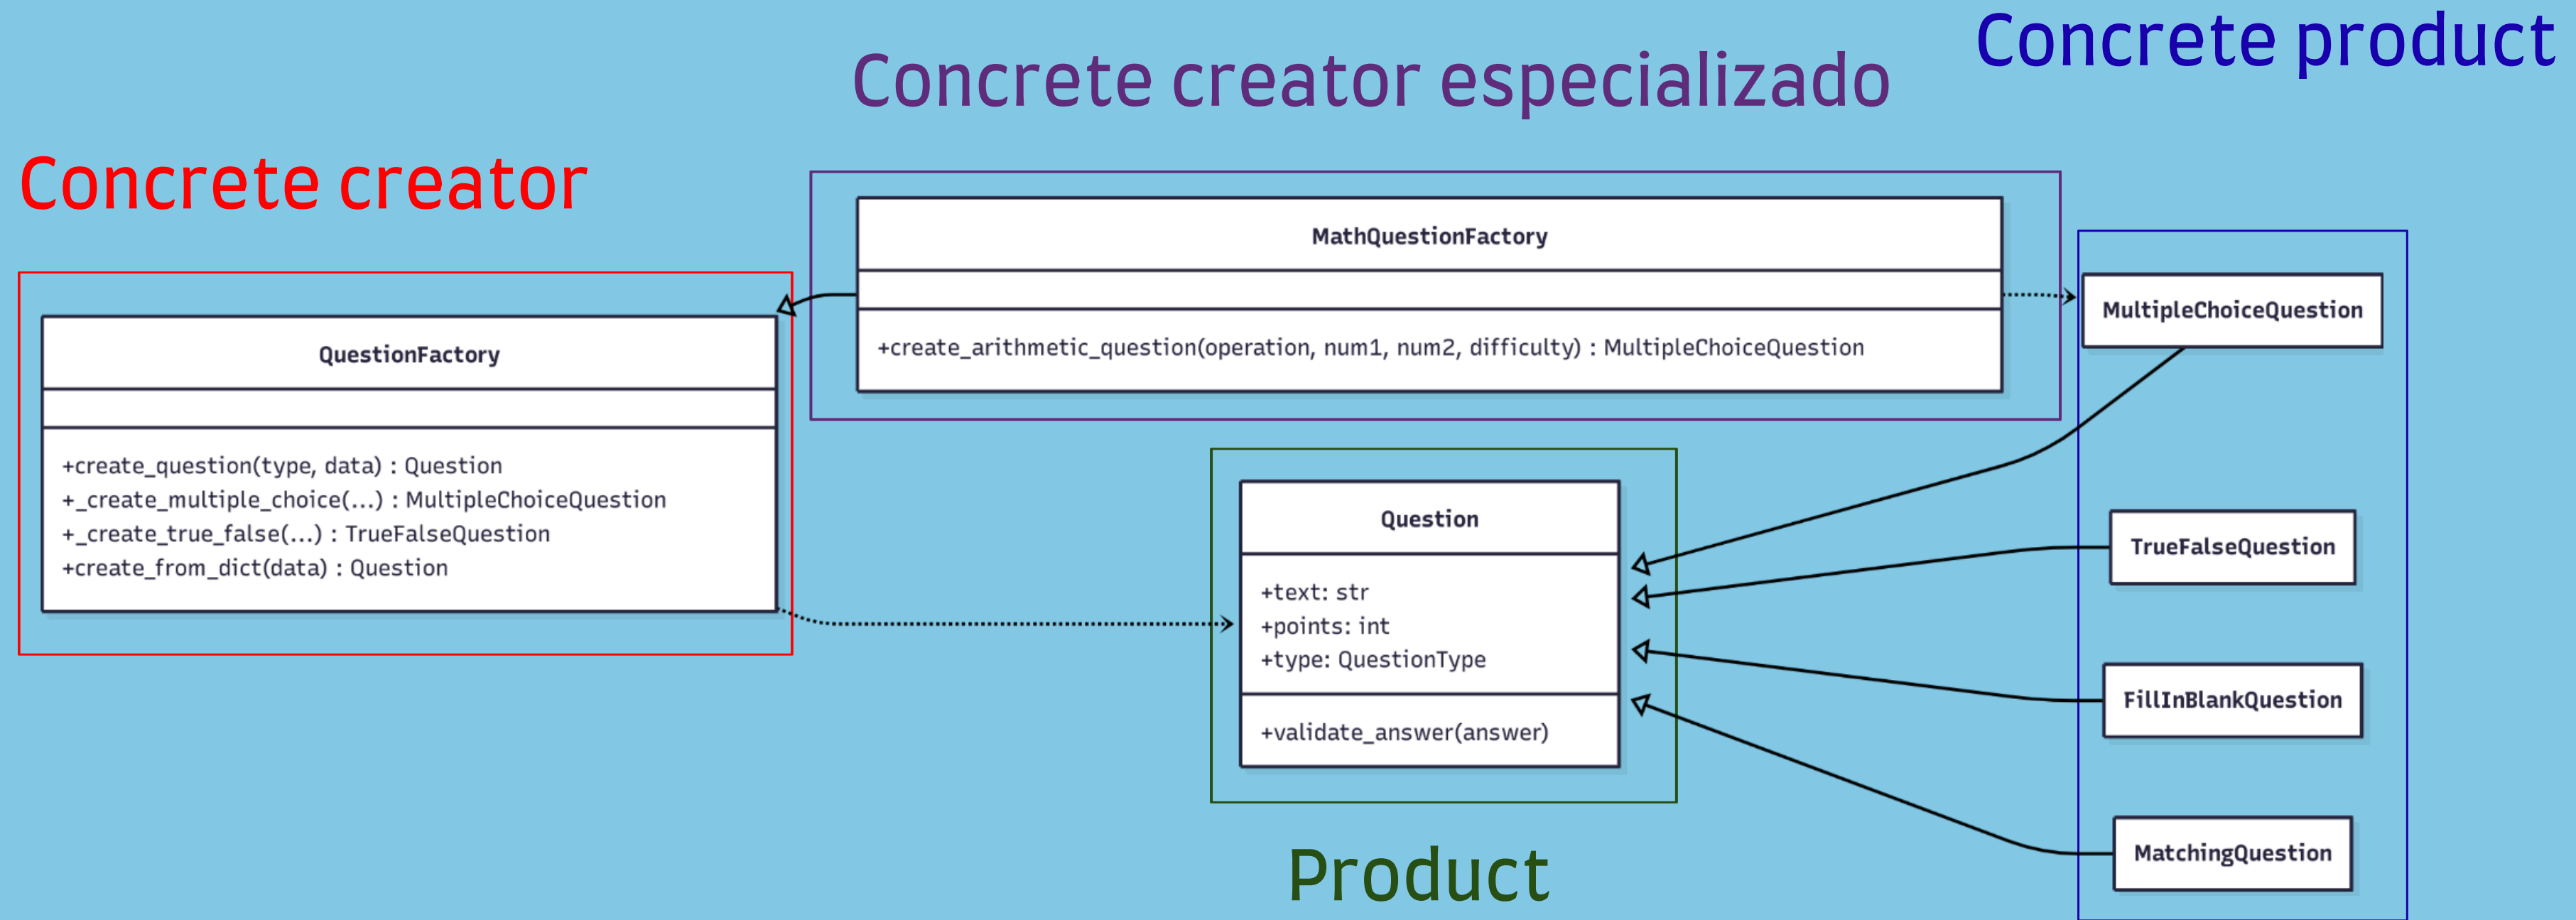 Concrete product
Concrete creator especializado
Concrete creator
MathQuestionFactory
+create_arithmetic_question(operation, num1, num2, difficulty) : MultipleChoiceQuestion
QuestionFactory
+create_question(type, data) : Question
+_create_multiple_choice(...) : MultipleChoiceQuestion
+_create_true_false(...) : TrueFalseQuestion
+create_from_dict(data) : Question
Question
+text: str
+points: int
+type: QuestionType
+validate_answer(answer)
Product
MultipleChoiceQuestion
TrueFalseQuestion
FillInBlankQuestion
MatchingQuestion